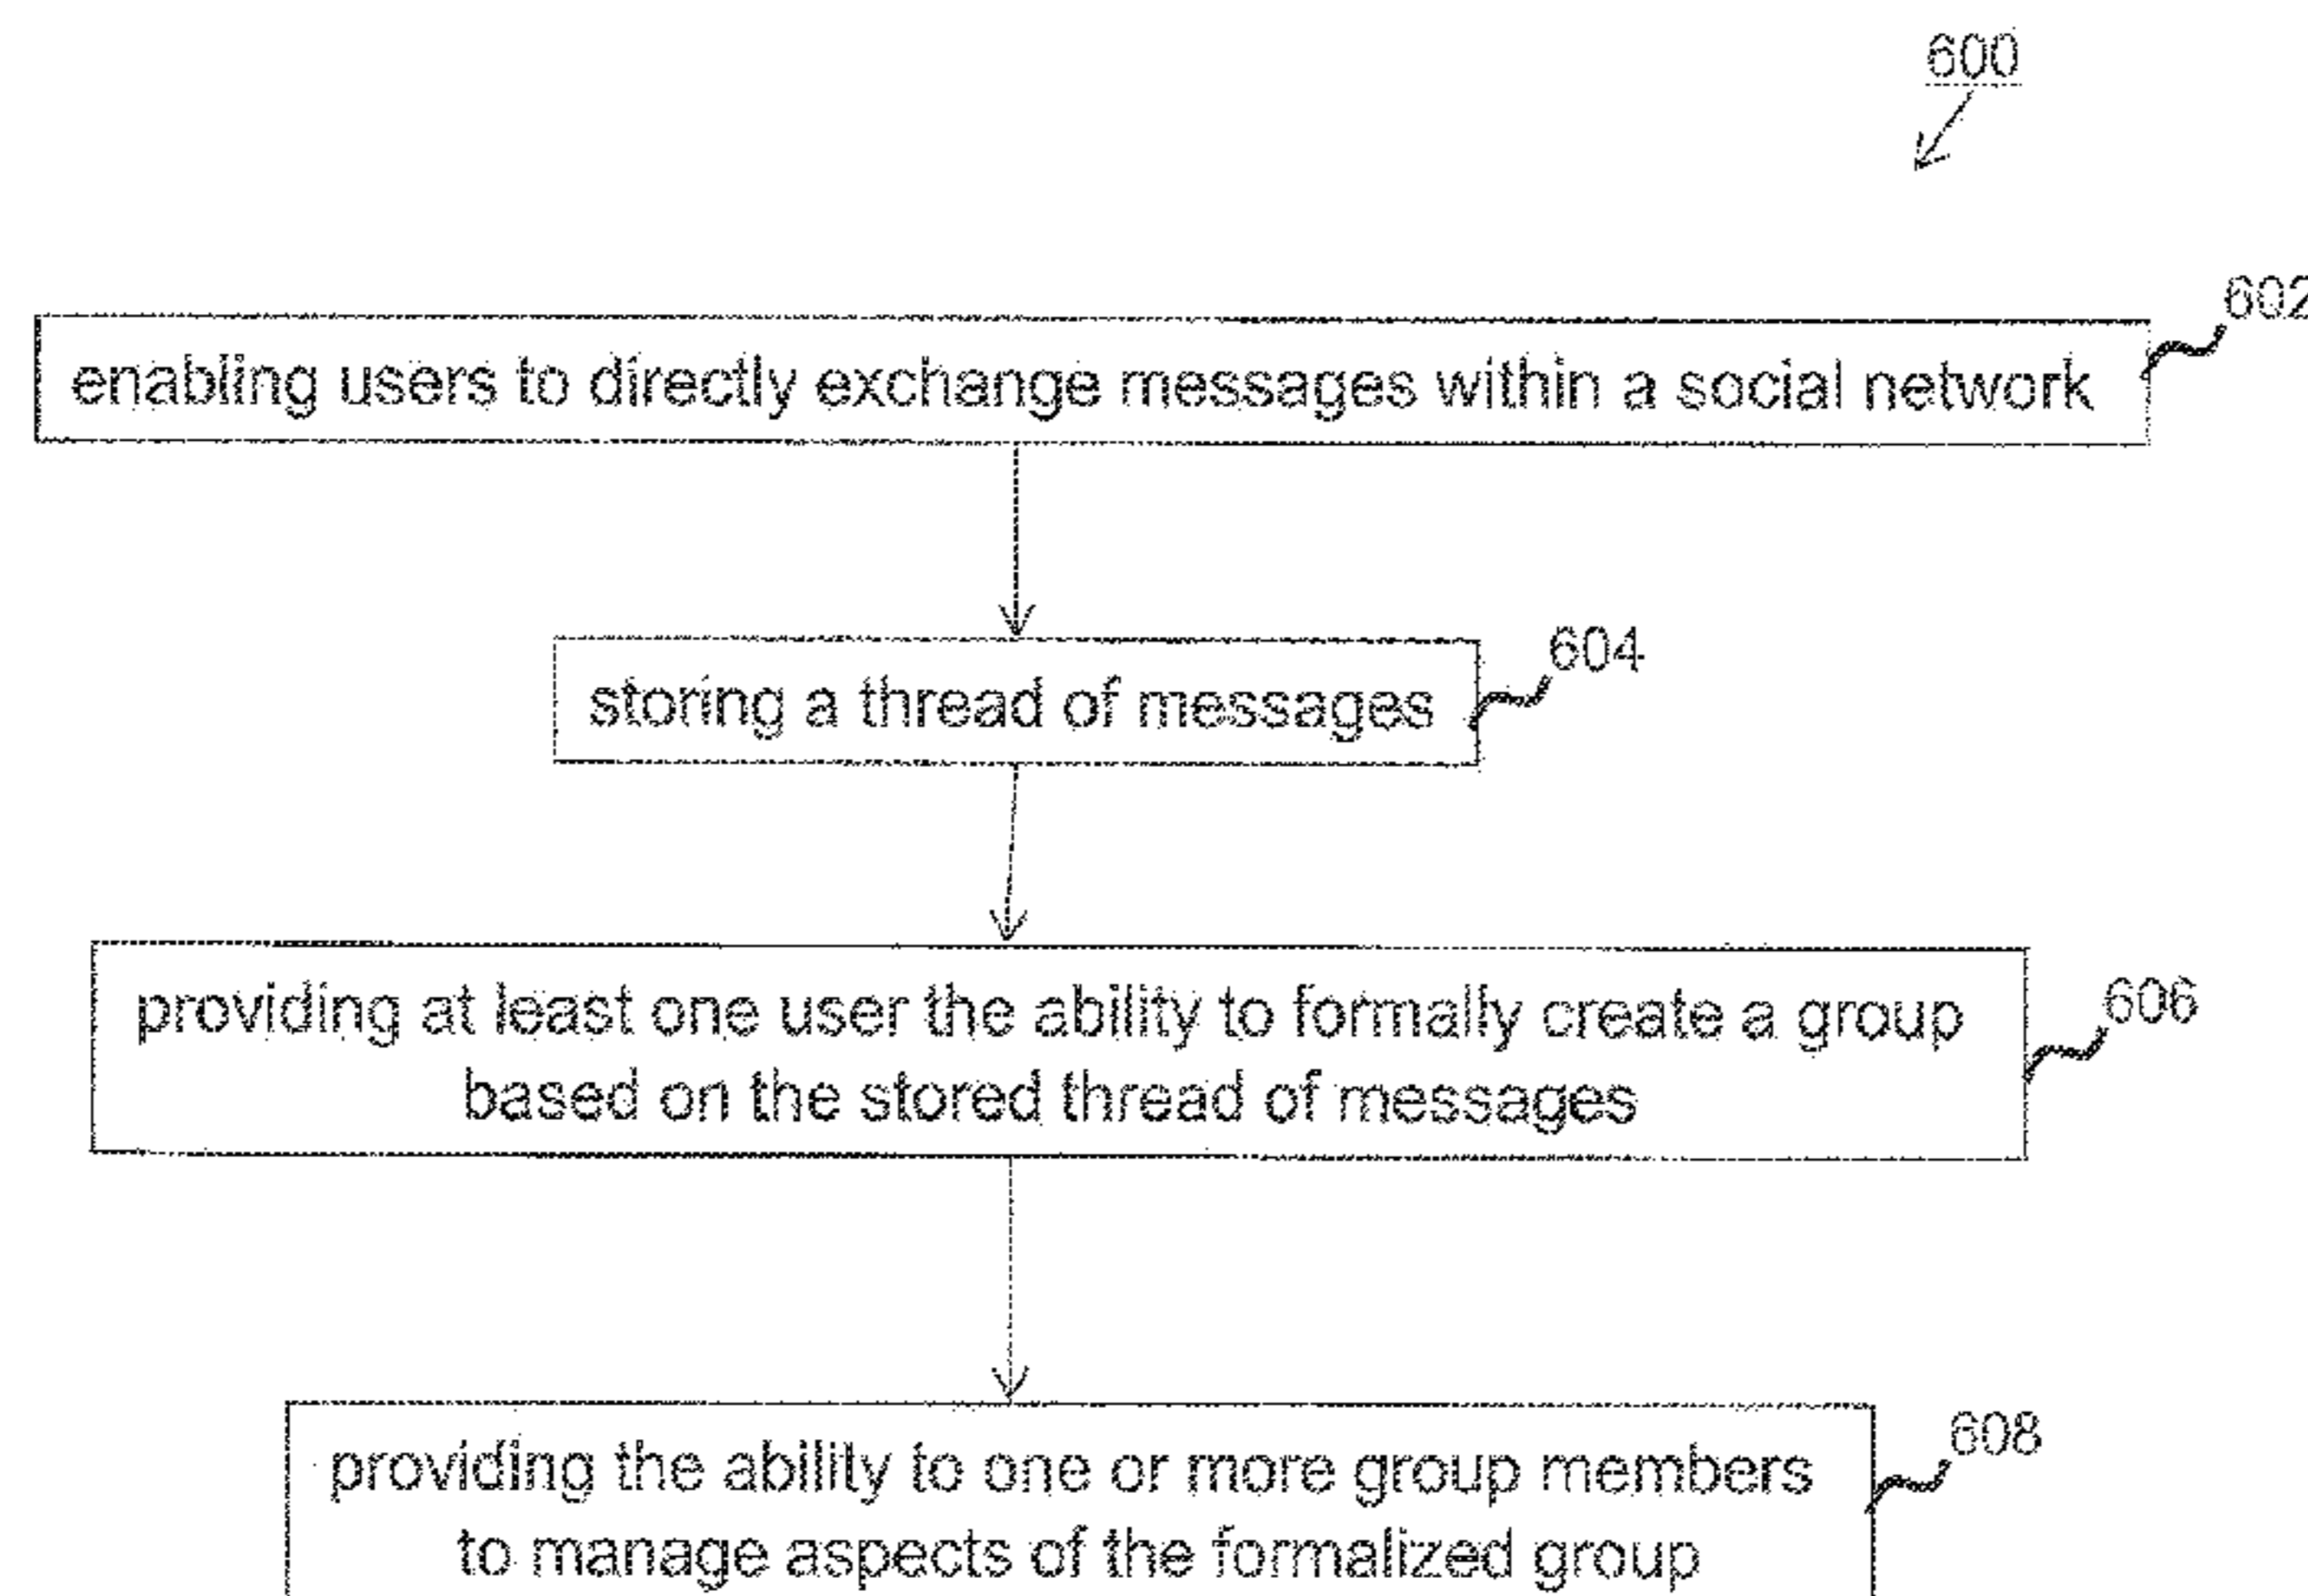 600
602
enabling users to directly exchange messages within a social network
604
storing a thread of messages
606
providing at least one user the ability to formally create a group
based on the stored thread of messages
608
providing the ability to one or more group members
to manage aspects of the formalized group